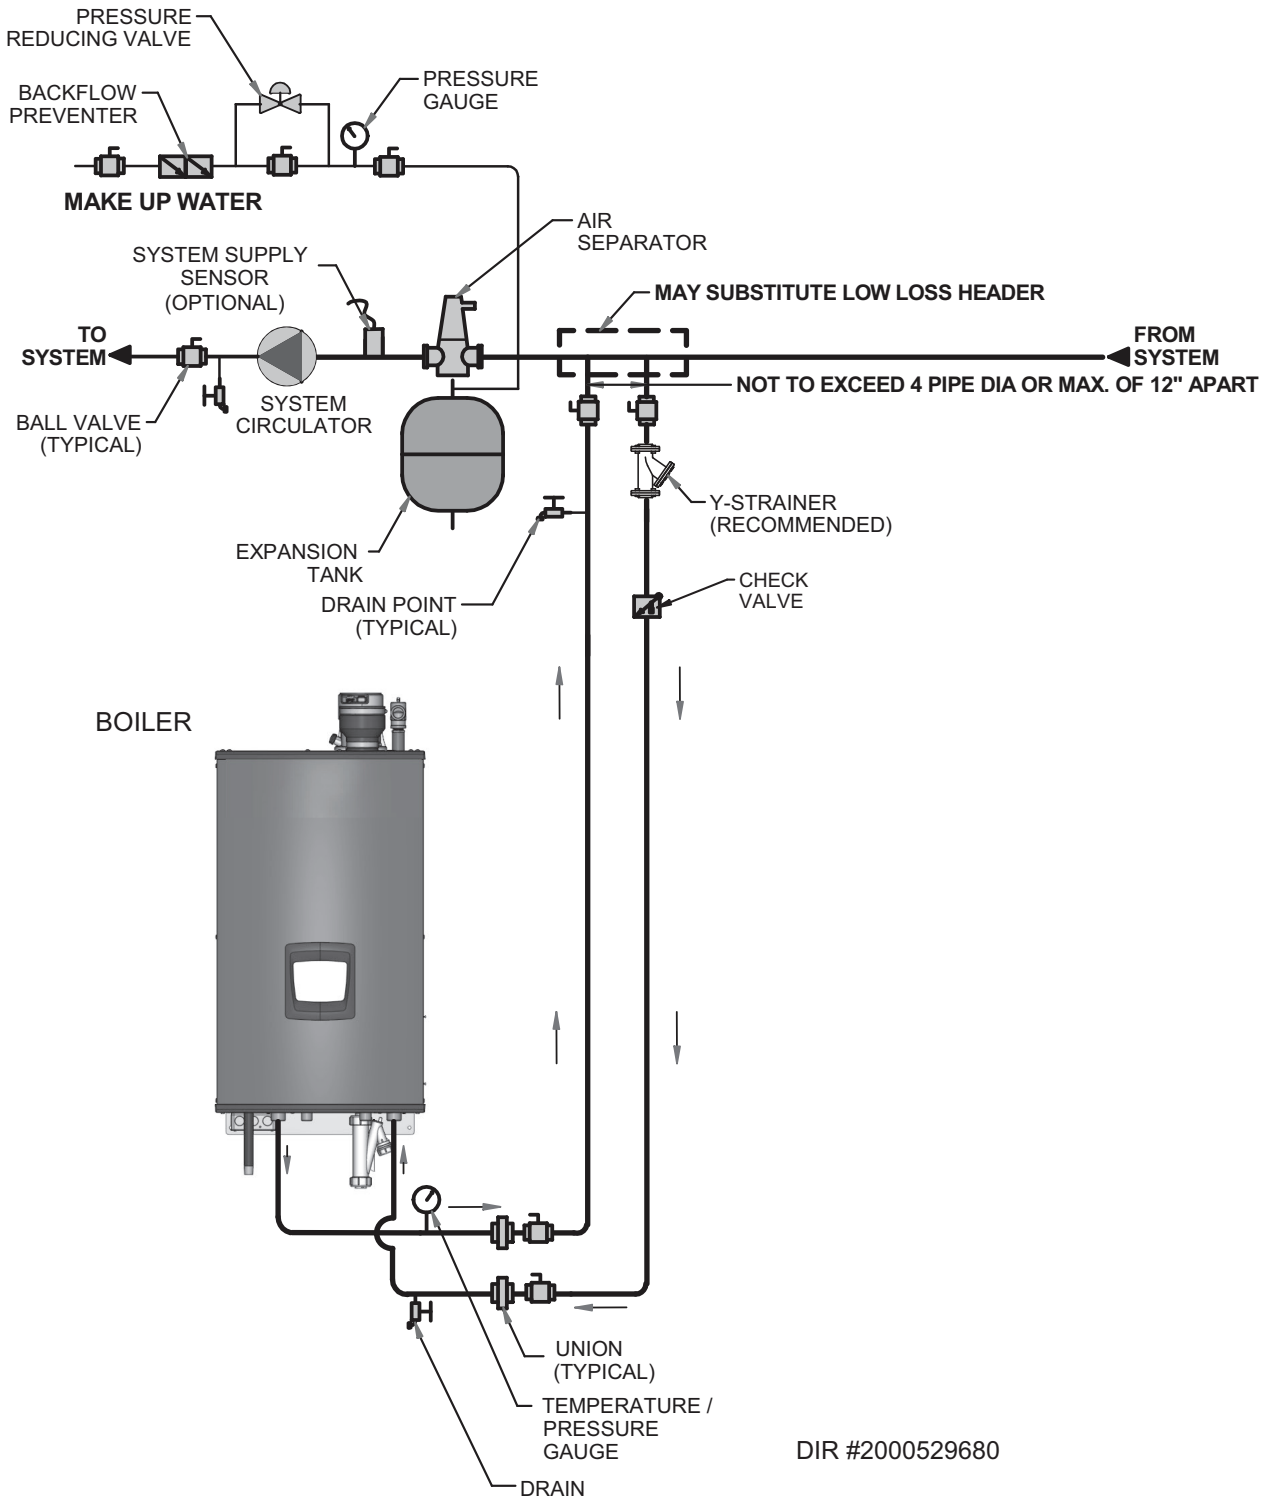 PRESSURE
REDUCING VALVE
PRESSURE
GAUGE
BACKFLOW
PREVENTER
MAKE UP WATER
AIR
SEPARATOR
SYSTEM SUPPLY
SENSOR
(OPTIONAL)
MAY SUBSTITUTE LOW LOSS HEADER
TO
SYSTEM
FROM
SYSTEM
NOT TO EXCEED 4 PIPE DIA OR MAX. OF 12" APART
SYSTEM
CIRCULATOR
BALL VALVE
(TYPICAL)
Y-STRAINER
(RECOMMENDED)
EXPANSION
TANK
CHECK
VALVE
DRAIN POINT
(TYPICAL)
BOILER
UNION
(TYPICAL)
TEMPERATURE /
PRESSURE
GAUGE
DIR #2000529680
DRAIN